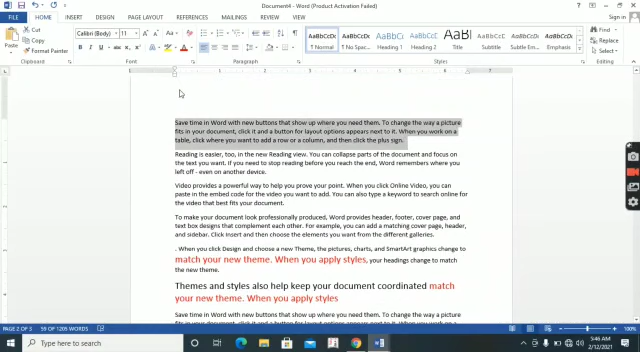 Document4 - Word (Product Activation Failed)
FILE HOME INSERT DESIGN PAGE LAYOUT REFERENCES MAILINGS REVIEW VIEW Sign in
Cut
Copy
Format Painter
Paste
Calibri (Body) 11
AaBbCcDc AaBbCcDc AaBbCc AaBbCcC AaBl AaBbCcC AaBbCcDc AaBbCcDc
¶ Normal ¶ No Spac... Heading 1 Heading 2 Title Subtitle Subtle Em... Emphasis
Find
Replace
Select
Clipboard Font Paragraph Styles Editing
Save time in Word with new buttons that show up where you need them. To change the way a picture
fits in your document, click it and a button for layout options appears next to it. When you work on a
table, click where you want to add a row or a column, and then click the plus sign.
Reading is easier, too, in the new Reading view. You can collapse parts of the document and focus on
the text you want. If you need to stop reading before you reach the end, Word remembers where you
left off - even on another device.
Video provides a powerful way to help you prove your point. When you click Online Video, you can
paste in the embed code for the video you want to add. You can also type a keyword to search online for
the video that best fits your document.
To make your document look professionally produced, Word provides header, footer, cover page, and
text box designs that complement each other. For example, you can add a matching cover page, header,
and sidebar. Click Insert and then choose the elements you want from the different galleries.
. When you click Design and choose a new Theme, the pictures, charts, and SmartArt graphics change to
match your new theme. When you apply styles, your headings change to match
the new theme.
Themes and styles also help keep your document coordinated match
your new theme. When you apply styles
Save time in Word with new buttons that show up where you need them. To change the way a picture
fits in your document, click it and a button for layout options appears next to it. When you work on a
PAGE 2 OF 3 59 OF 1209 WORDS 100%
Type here to search
5:46 AM
2/12/2021